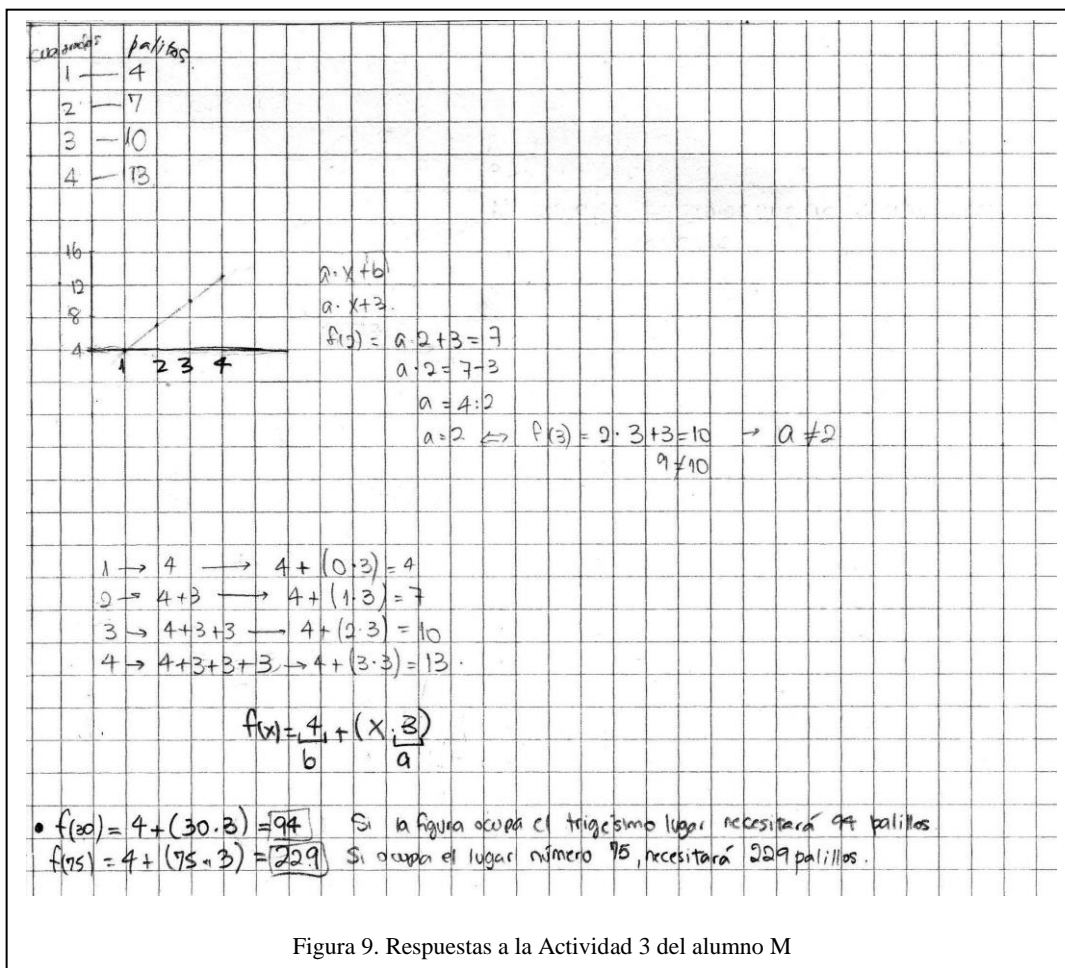 cuadrados palitos
1 — 4
2 — 7
3 — 10
4 — 13
16
12
8
4
1 2 3 4
a·x+b
a·x+3.
f(2) = a·2+3=7
a·2=7-3
a=4:2
a=2 ⇔ f(3) = 2·3+3=10 → a≠2
9≠10
1 → 4 → 4+(0·3)=4
2 → 4+3 → 4+(1·3)=7
3 → 4+3+3 — 4+(2·3)=10
4 → 4+3+3+3 → 4+(3·3)=13.
f(x)=4+(x·3)
b a
• f(30)=4+(30·3)=94 Si la figura ocupa el trigésimo lugar necesitará 94 palillos
f(75)=4+(75·3)=229 Si ocupa el lugar número 75, necesitará 229 palillos.
Figura 9. Respuestas a la Actividad 3 del alumno M